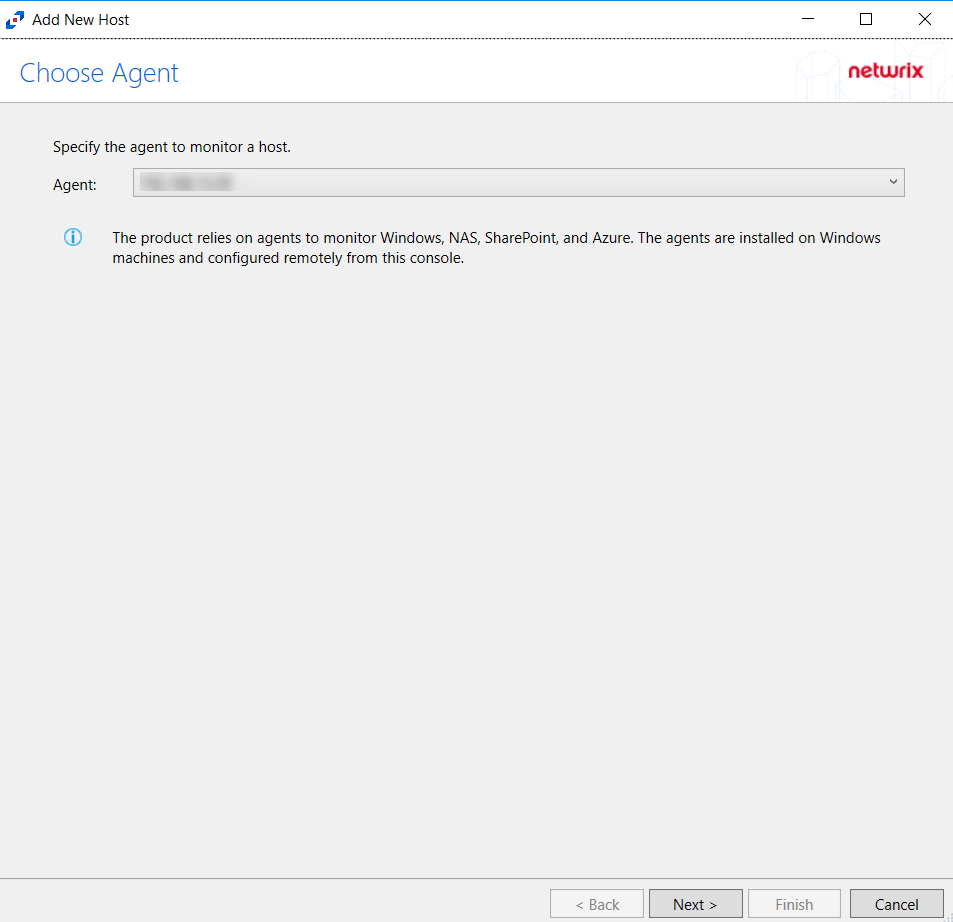 Add New Host
Choose Agent
netwrix
Specify the agent to monitor a host.
Agent:
The product relies on agents to monitor Windows, NAS, SharePoint, and Azure. The agents are installed on Windows
machines and configured remotely from this console.
< Back
Next >
Finish
Cancel